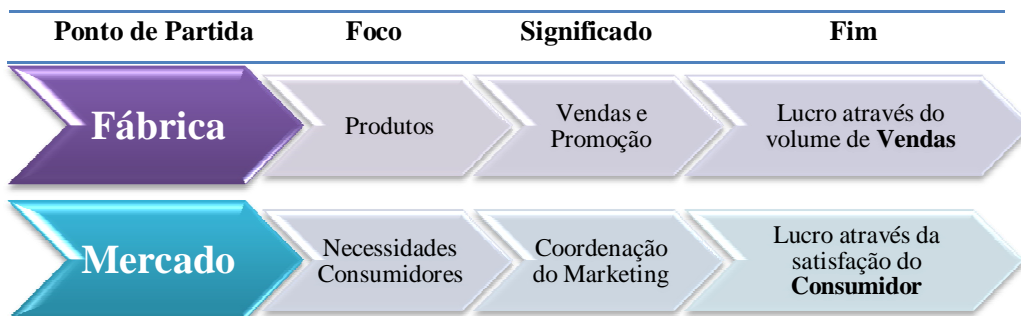 Ponto de Partida Foco Significado Fim
Fábrica
Produtos
Vendas e
Promoção
Lucro através do
volume de Vendas
Mercado
Necessidades
Consumidores
Coordenação
do Marketing
Lucro através da
satisfação do
Consumidor